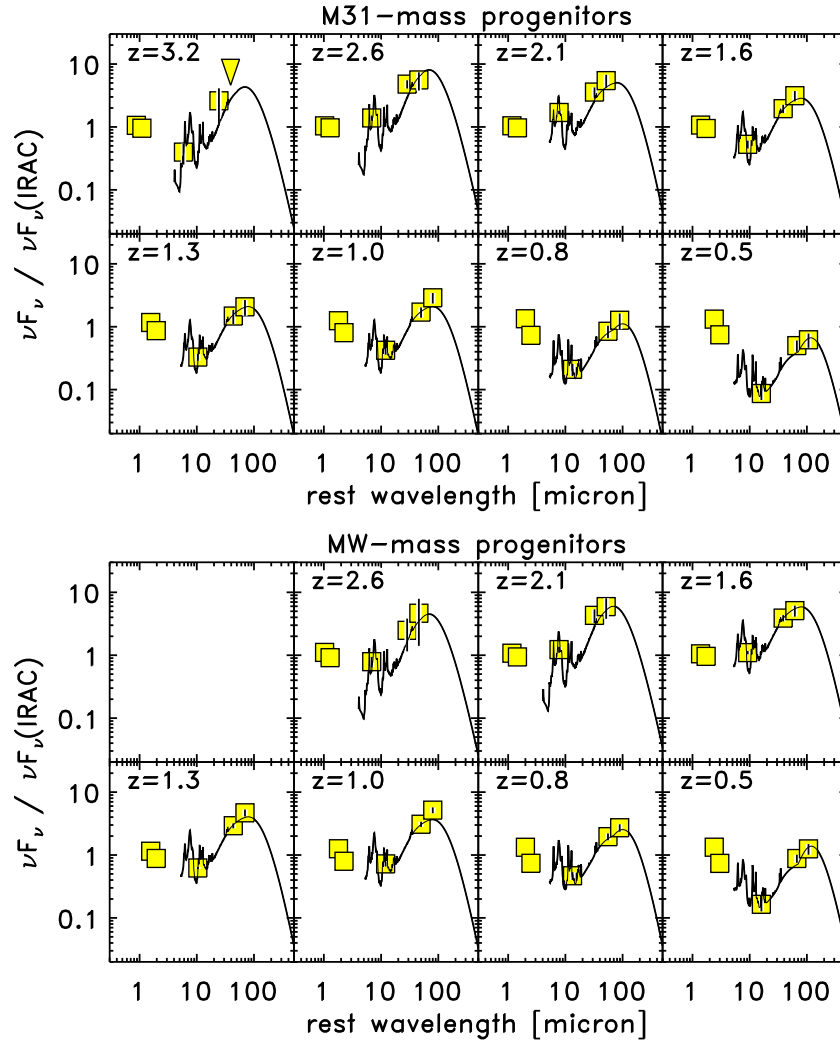 M31-mass progenitors
z=3.2 z=2.6 z=2.1 z=1.6
10
1
0.1
z=1.3 z=1.0 z=0.8 z=0.5
10
1
0.1
νFν / νFν(IRAC)
1 10 100 1 10 100 1 10 100 1 10 100
rest wavelength [micron]
MW-mass progenitors
z=2.6 z=2.1 z=1.6
10
1
0.1
z=1.3 z=1.0 z=0.8 z=0.5
10
1
0.1
νFν / νFν(IRAC)
1 10 100 1 10 100 1 10 100 1 10 100
rest wavelength [micron]